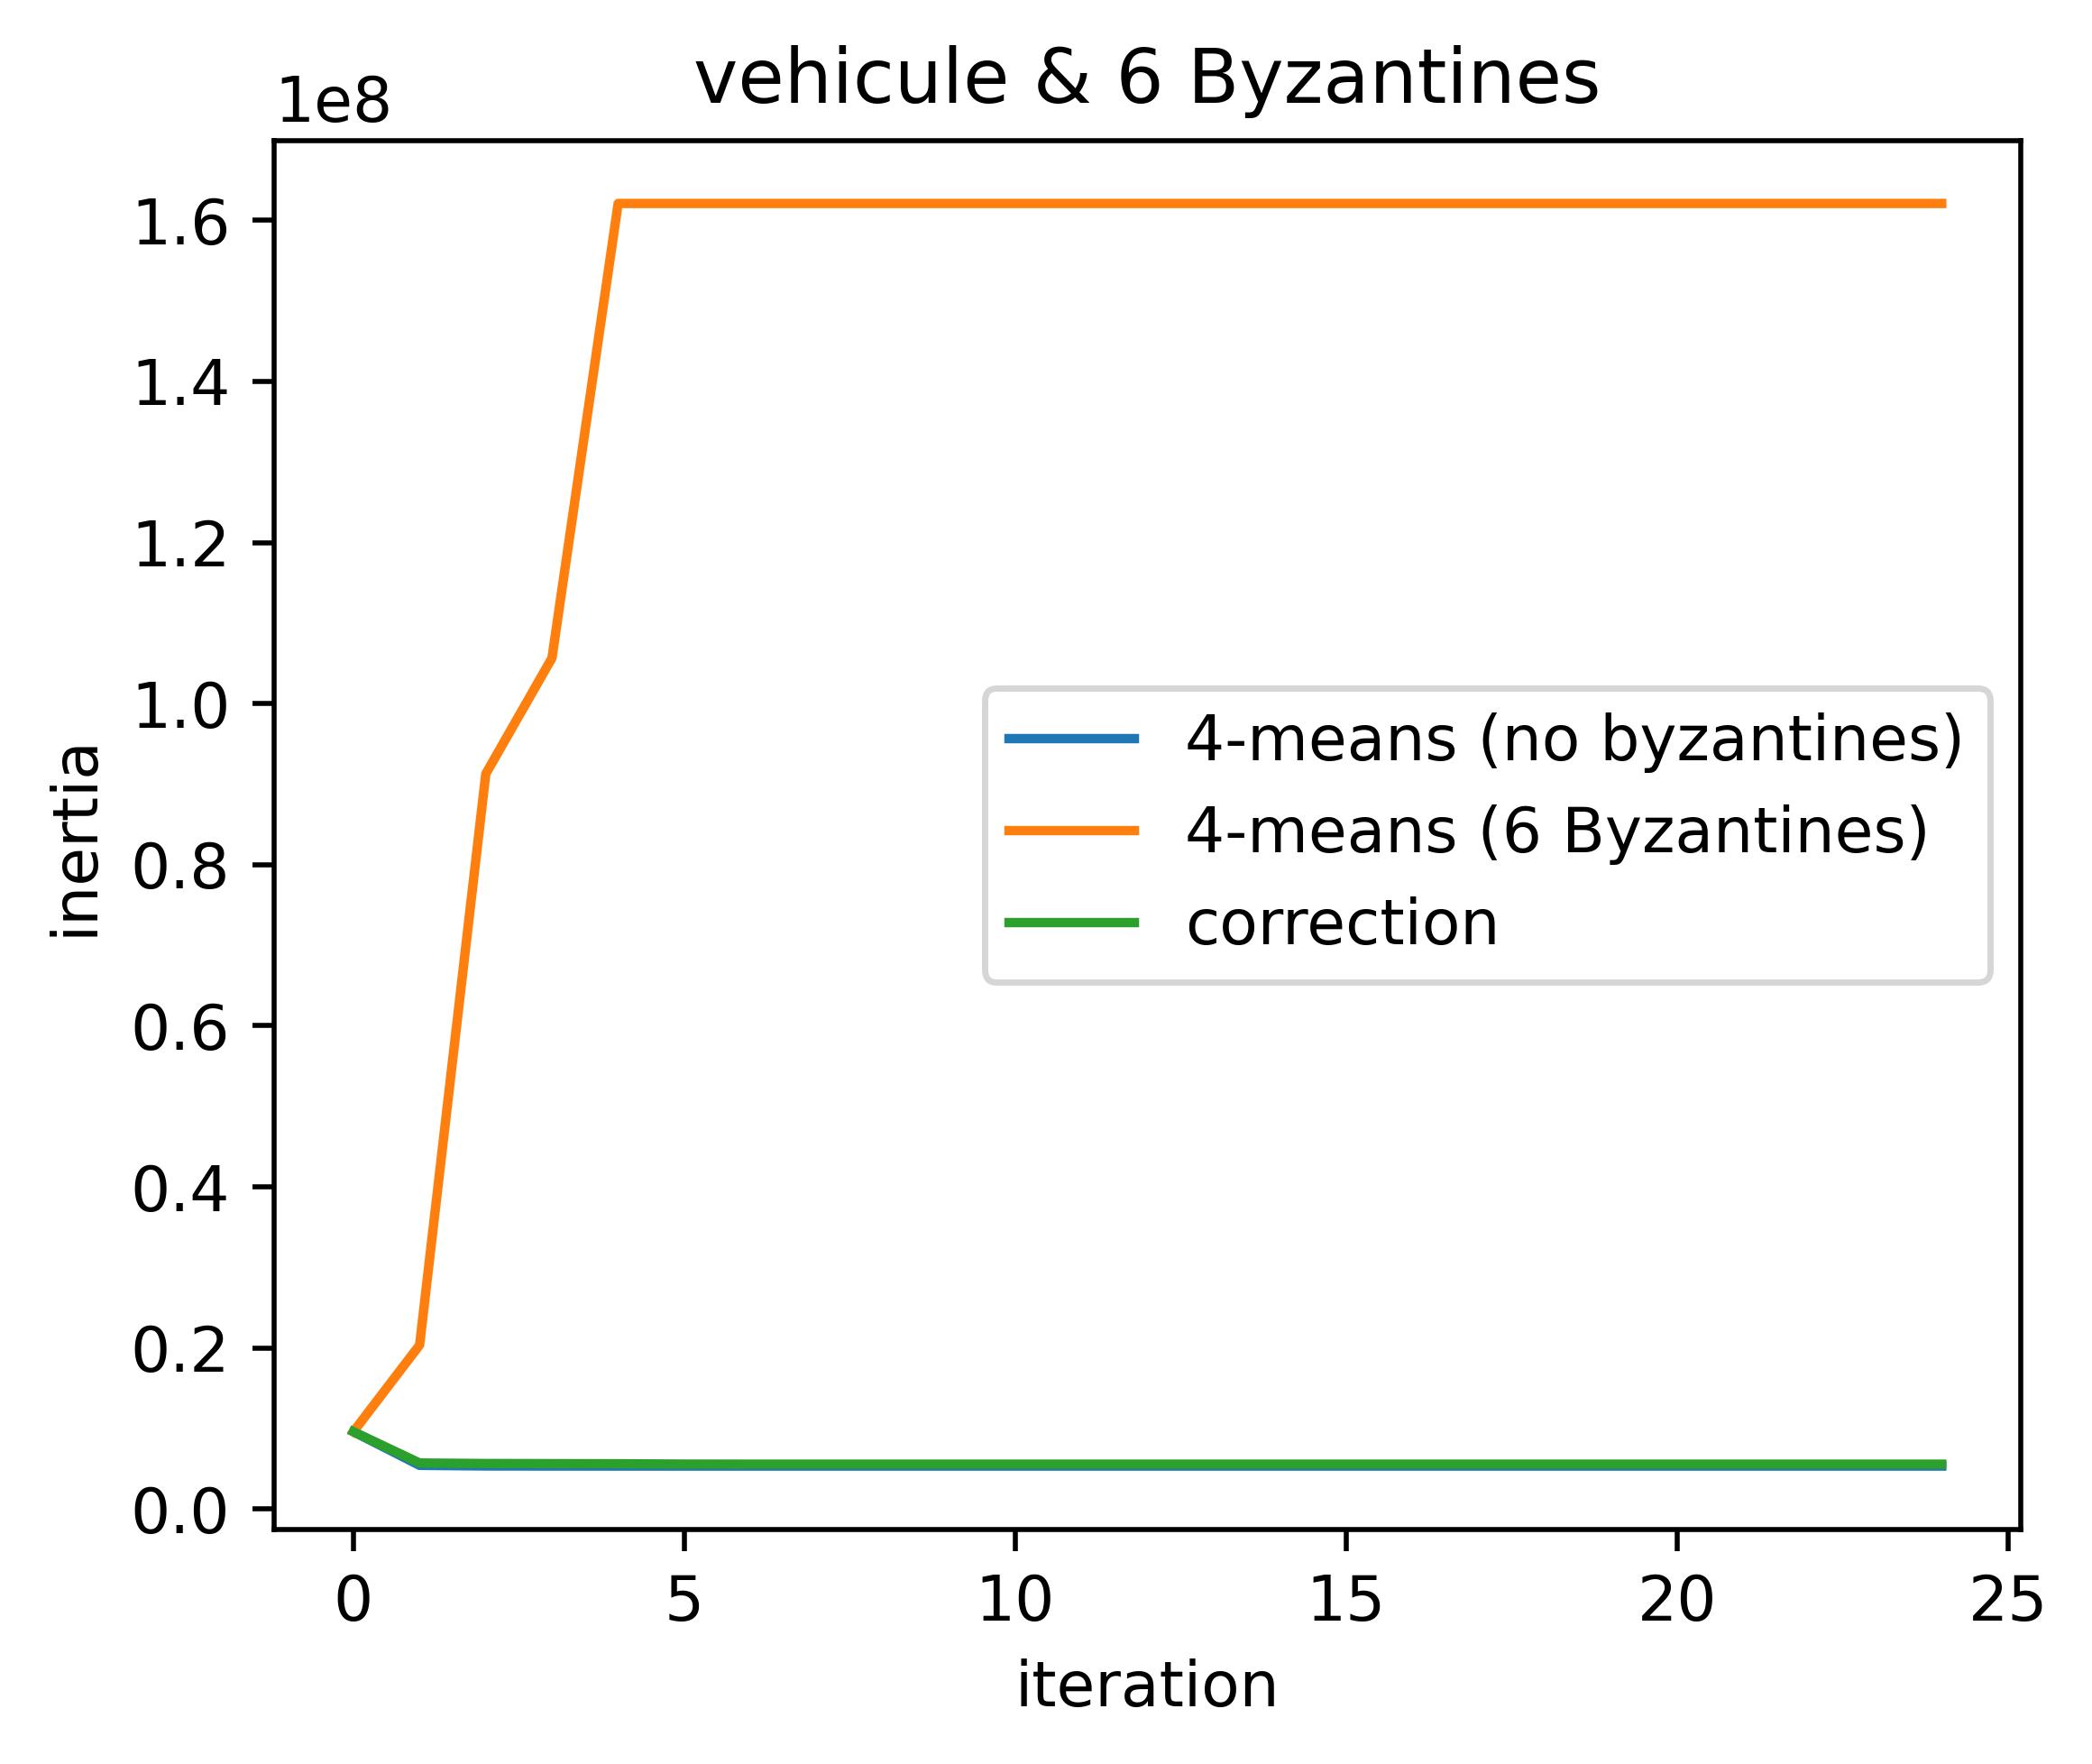 vehicule & 6 Byzantines
1e8
1.6
1.4
1.2
1.0
0.8
0.6
0.4
0.2
0.0
inertia
4-means (no byzantines)
4-means (6 Byzantines)
correction
0 5 10 15 20 25
iteration